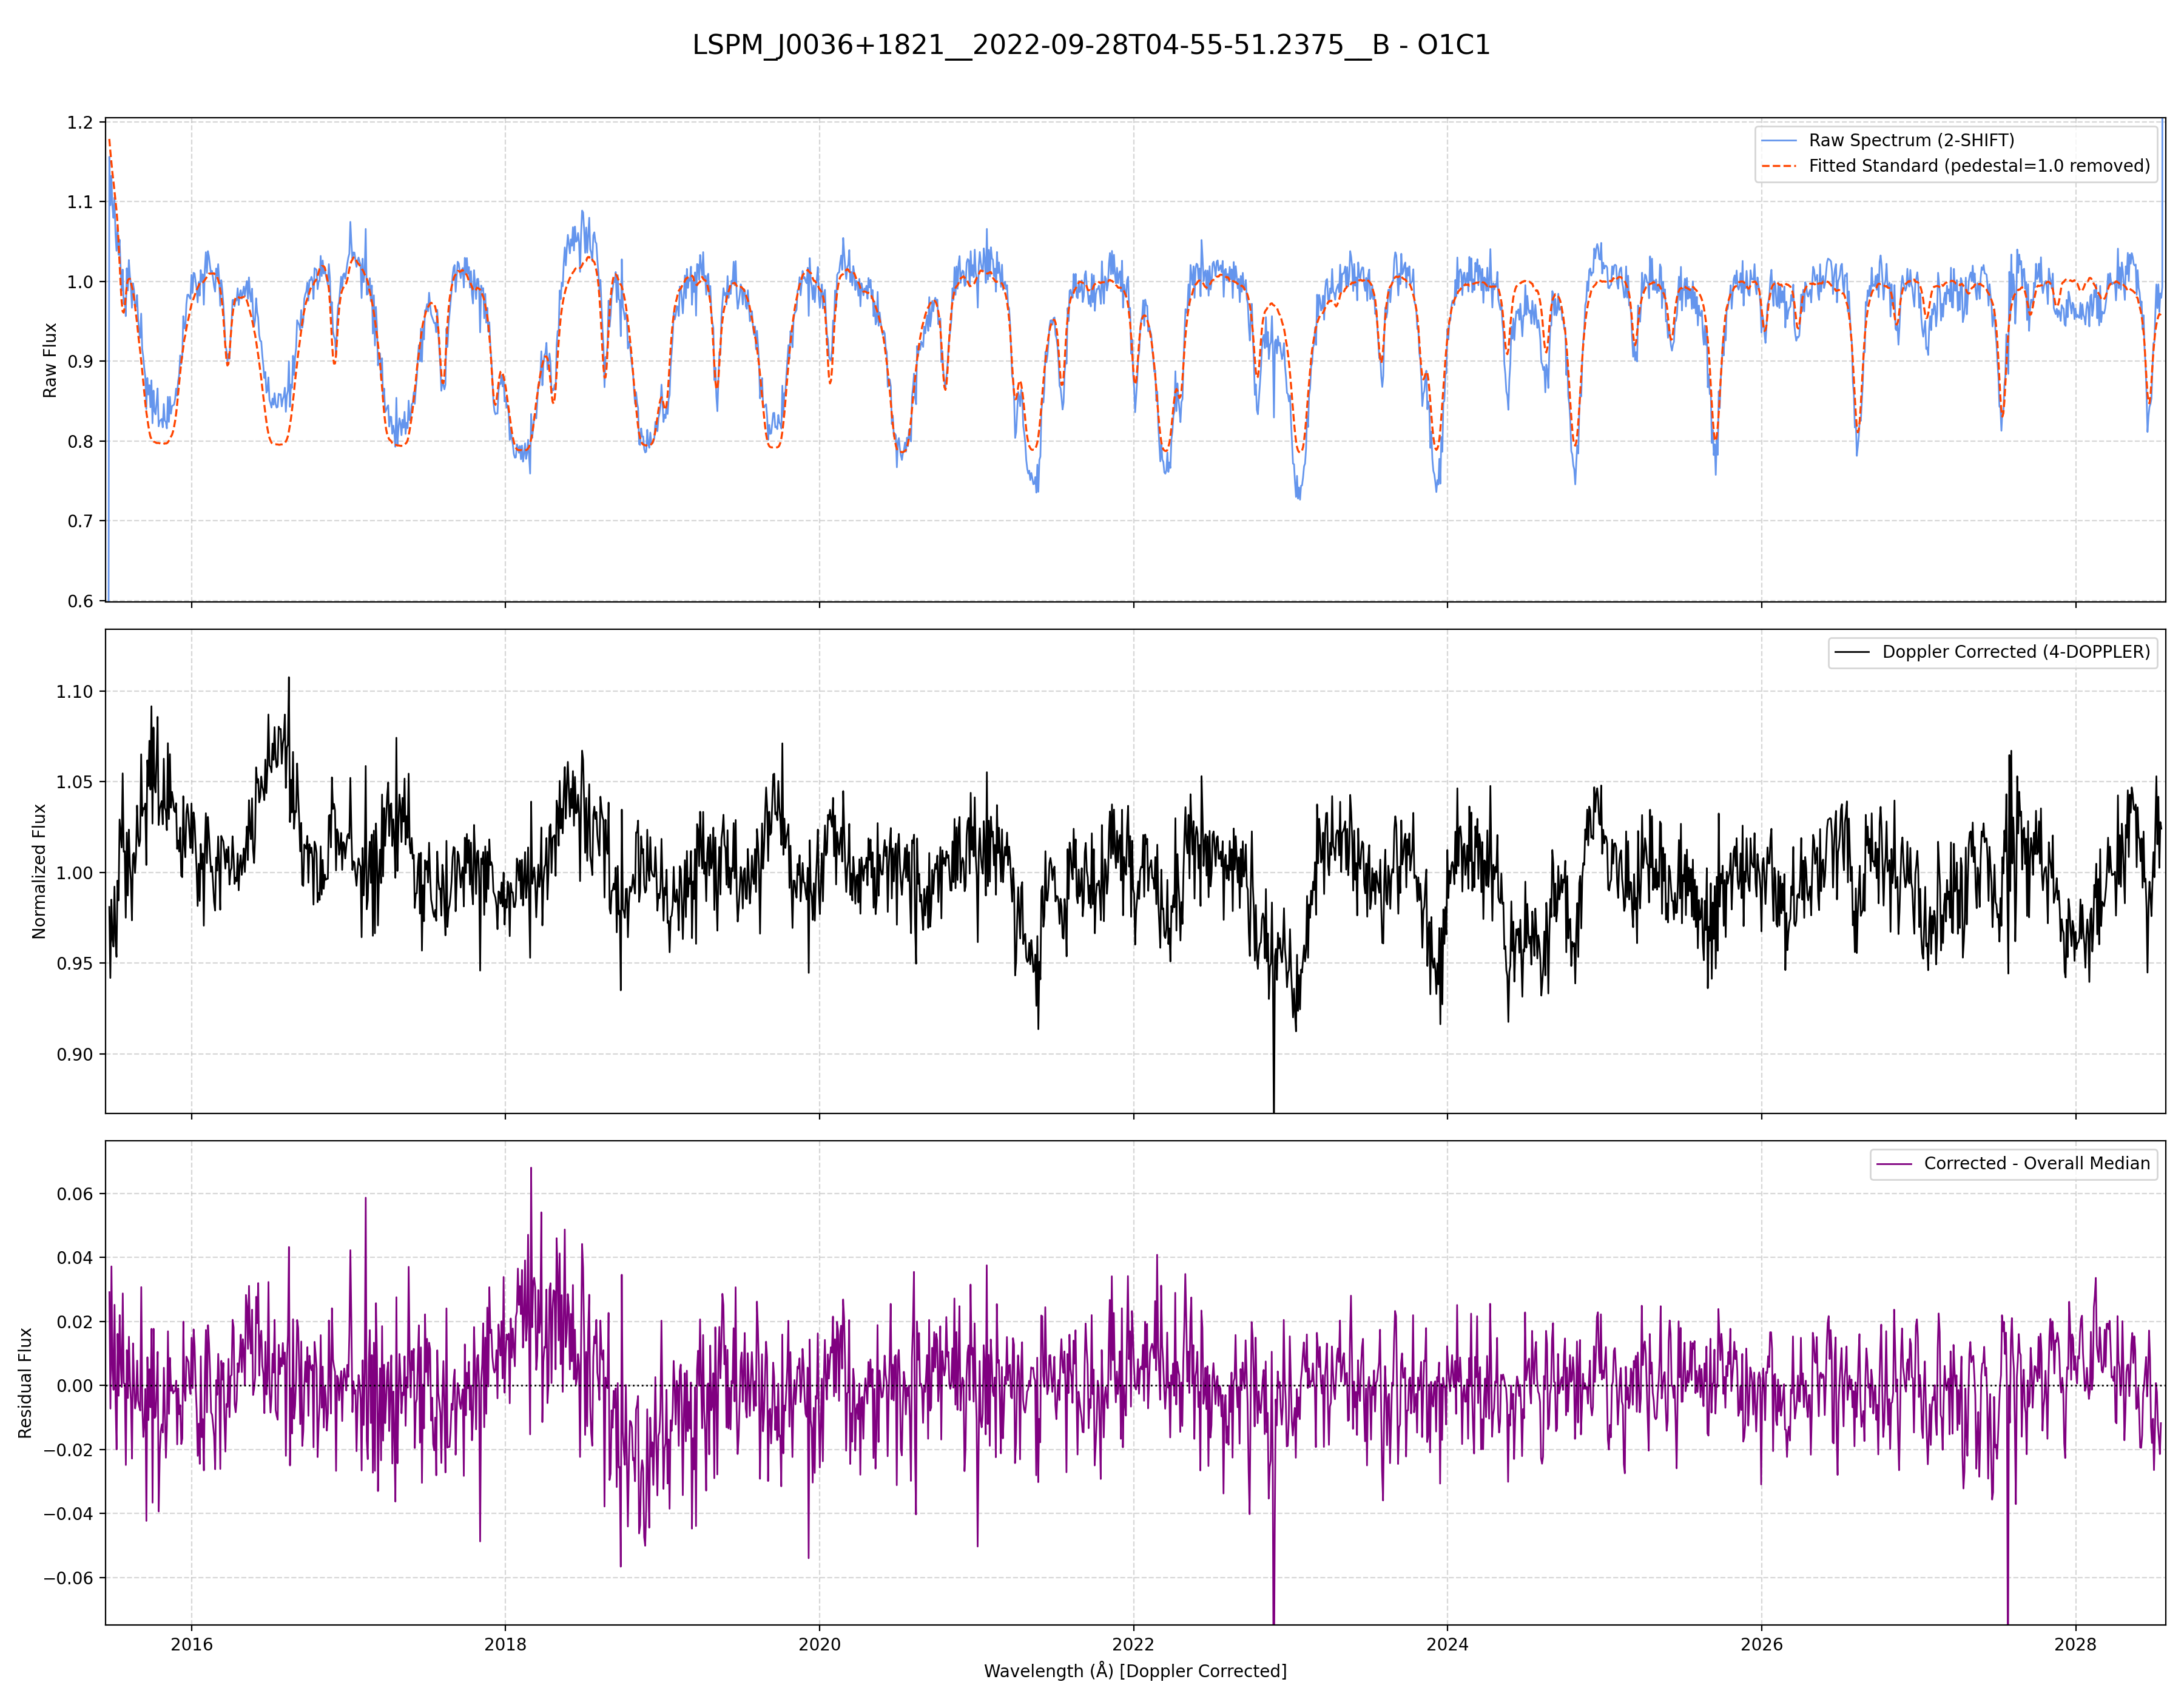 LSPM_J0036+1821__2022-09-28T04-55-51.2375__B - O1C1
Raw Spectrum (2-SHIFT)
Fitted Standard (pedestal=1.0 removed)
1.2
1.1
1.0
0.9
0.8
0.7
0.6
Raw Flux
Doppler Corrected (4-DOPPLER)
1.10
1.05
1.00
0.95
0.90
Normalized Flux
Corrected - Overall Median
0.06
0.04
0.02
0.00
−0.02
−0.04
−0.06
Residual Flux
2016 2018 2020 2022 2024 2026 2028
Wavelength (Å) [Doppler Corrected]